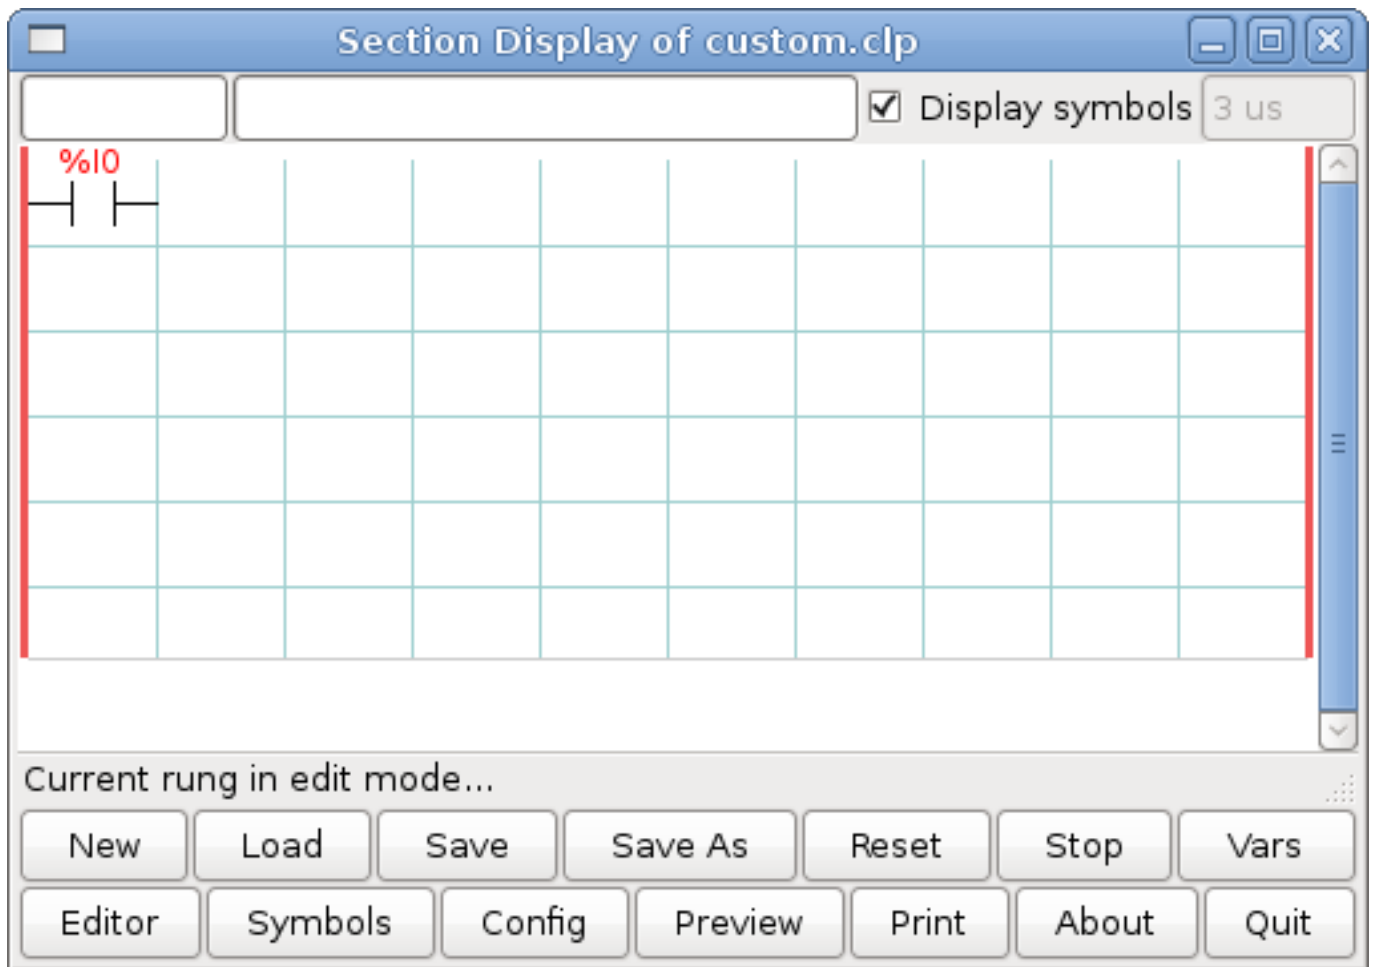 Section Display of custom.clp
Display symbols 3 us
%I0
Current rung in edit mode...
New Load Save Save As Reset Stop Vars
Editor Symbols Config Preview Print About Quit